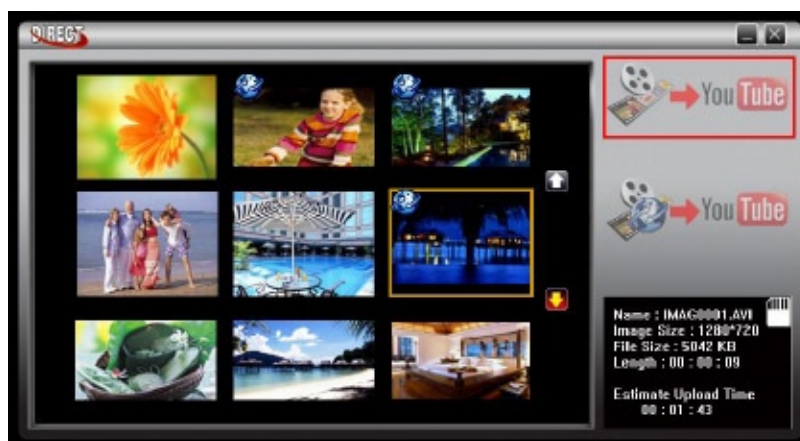 DIRECT
You Tube
You Tube
Name : IMAG0001.AVI
Image Size : 1280*720
File Size : 5042 KB
Length : 00 : 00 : 09
Estimate Upload Time
00 : 01 : 43